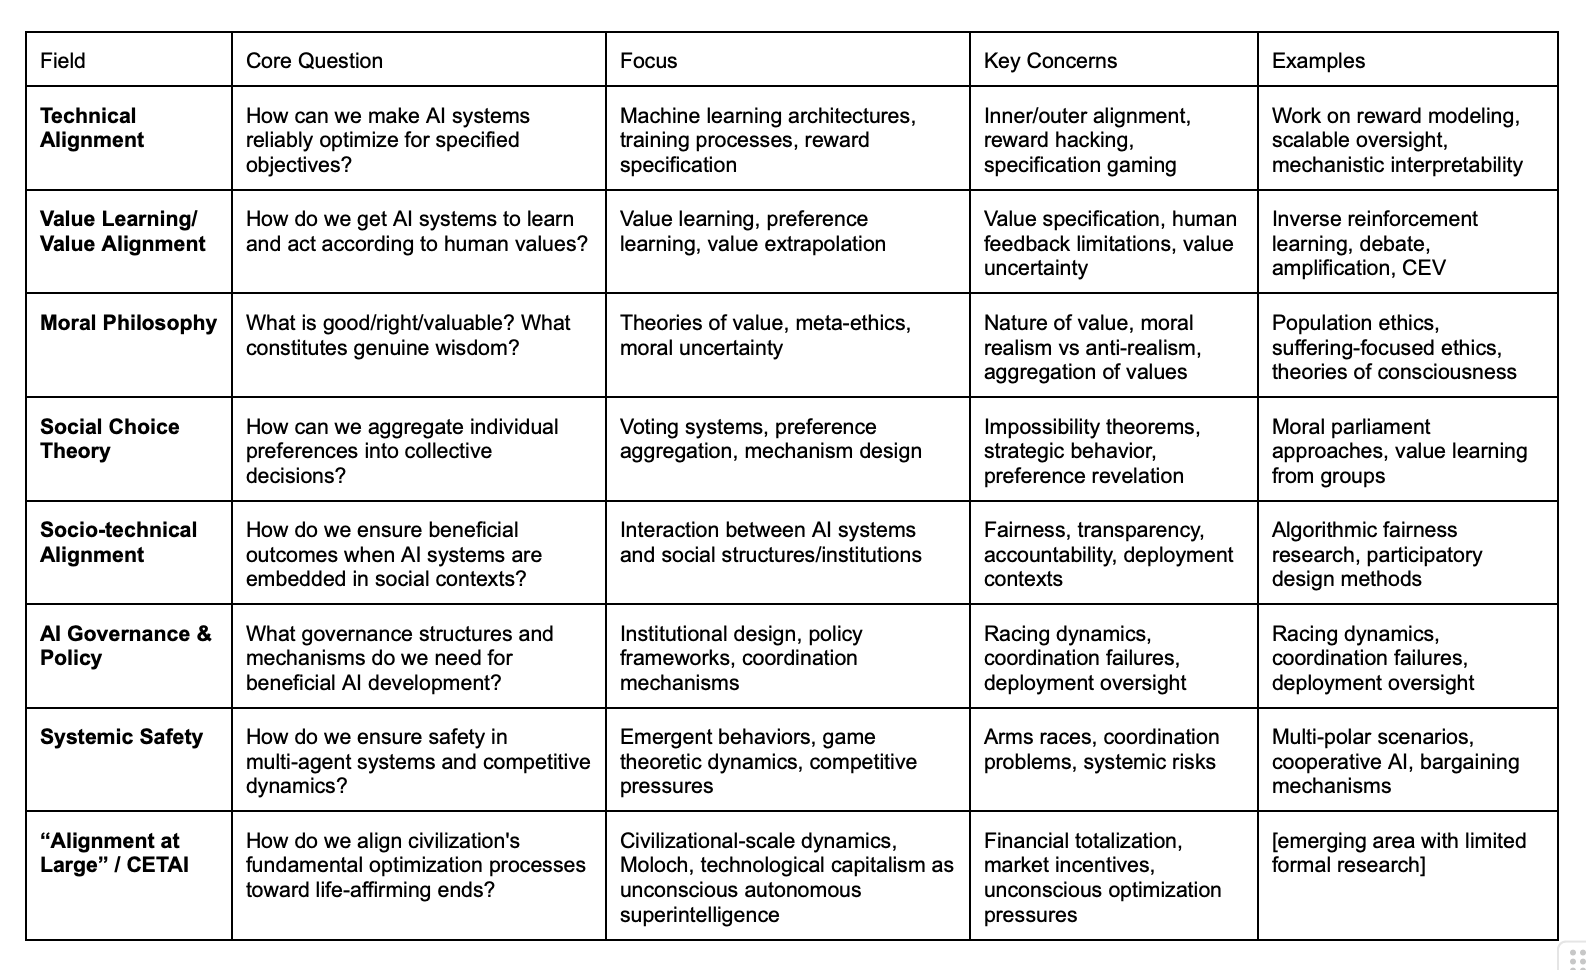 Field
Core Question
Focus
Key Concerns
Examples
Technical
Alignment
How can we make AI systems
reliably optimize for specified
objectives?
Machine learning architectures,
training processes, reward
specification
Inner/outer alignment,
reward hacking,
specification gaming
Work on reward modeling,
scalable oversight,
mechanistic interpretability
Value Learning/
Value Alignment
How do we get AI systems to learn
and act according to human values?
Value learning, preference
learning, value extrapolation
Value specification, human
feedback limitations, value
uncertainty
Inverse reinforcement
learning, debate,
amplification, CEV
Moral Philosophy
What is good/right/valuable? What
constitutes genuine wisdom?
Theories of value, meta-ethics,
moral uncertainty
Nature of value, moral
realism vs anti-realism,
aggregation of values
Population ethics,
suffering-focused ethics,
theories of consciousness
Social Choice
Theory
How can we aggregate individual
preferences into collective
decisions?
Voting systems, preference
aggregation, mechanism design
Impossibility theorems,
strategic behavior,
preference revelation
Moral parliament
approaches, value learning
from groups
Socio-technical
Alignment
How do we ensure beneficial
outcomes when AI systems are
embedded in social contexts?
Interaction between AI systems
and social structures/institutions
Fairness, transparency,
accountability, deployment
contexts
Algorithmic fairness
research, participatory
design methods
AI Governance &
Policy
What governance structures and
mechanisms do we need for
beneficial AI development?
Institutional design, policy
frameworks, coordination
mechanisms
Racing dynamics,
coordination failures,
deployment oversight
Racing dynamics,
coordination failures,
deployment oversight
Systemic Safety
How do we ensure safety in
multi-agent systems and competitive
dynamics?
Emergent behaviors, game
theoretic dynamics, competitive
pressures
Arms races, coordination
problems, systemic risks
Multi-polar scenarios,
cooperative AI, bargaining
mechanisms
“Alignment at
Large” / CETAI
How do we align civilization's
fundamental optimization processes
toward life-affirming ends?
Civilizational-scale dynamics,
Moloch, technological capitalism as
unconscious autonomous
superintelligence
Financial totalization,
market incentives,
unconscious optimization
pressures
[emerging area with limited
formal research]